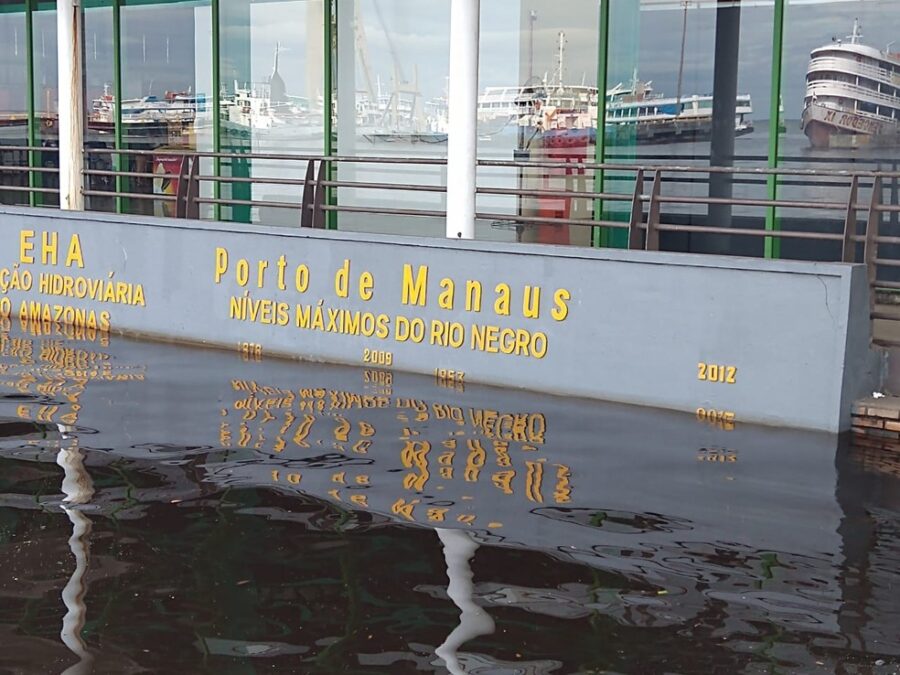 EHA
ÇÃO HIDROVIÁRIA
O AMAZONAS
Porto de Manaus
NÍVEIS MÁXIMOS DO RIO NEGRO
2009
1953
2012